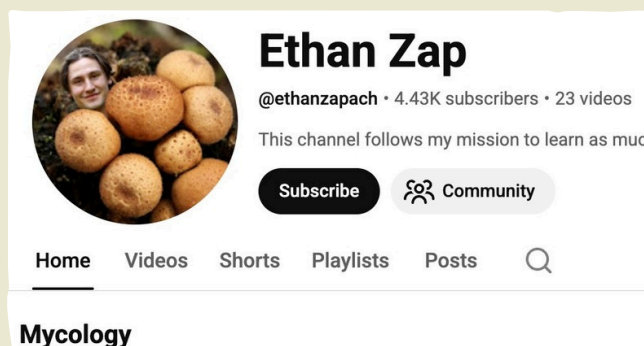 Ethan Zap
@ethanzapach • 4.43K subscribers • 23 videos
This channel follows my mission to learn as muc
Subscribe Community
Home Videos Shorts Playlists Posts
Mycology